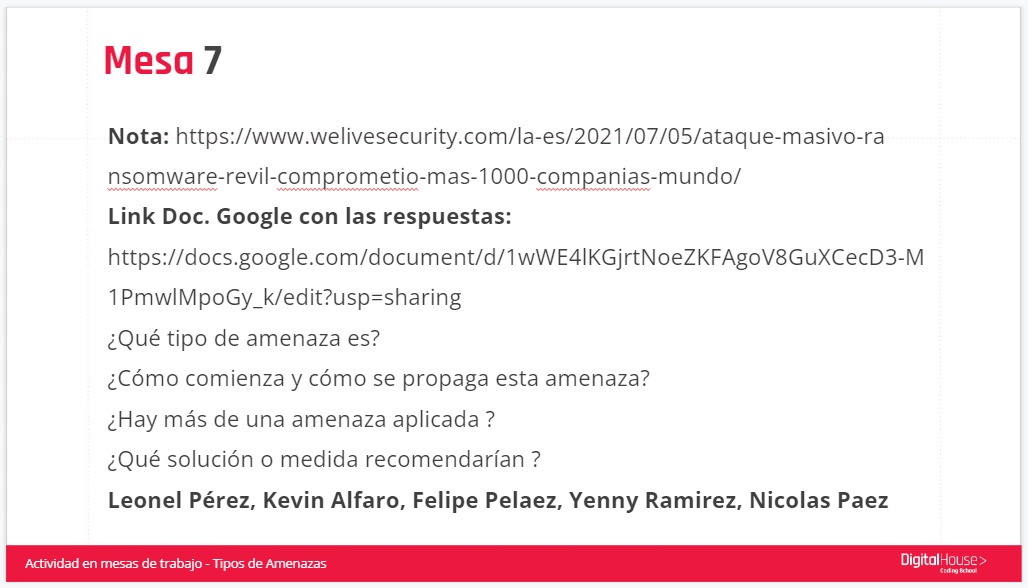 Mesa 7
Nota: https://www.welivesecurity.com/la-es/2021/07/05/ataque-masivo-ra
nsomware-revil-comprometio-mas-1000-companias-mundo/
Link Doc. Google con las respuestas:
https://docs.google.com/document/d/1wWE4lKGjrtNoeZKFAgoV8GuXCecD3-M
1PmwlMpoGy_k/edit?usp=sharing
¿Qué tipo de amenaza es?
¿Cómo comienza y cómo se propaga esta amenaza?
¿Hay más de una amenaza aplicada ?
¿Qué solución o medida recomendarían ?
Leonel Pérez, Kevin Alfaro, Felipe Pelaez, Yenny Ramirez, Nicolas Paez
Actividad en mesas de trabajo - Tipos de Amenazas
DigitalHouse>
Coding School